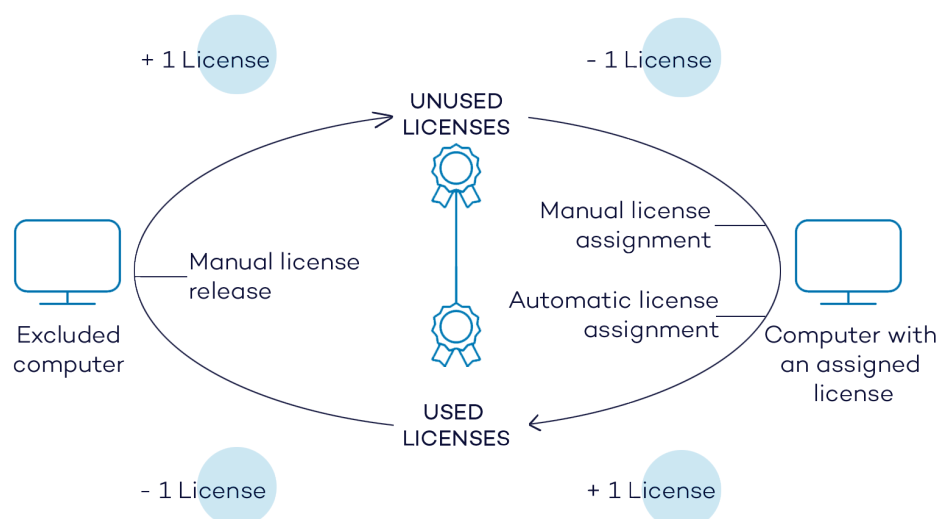 + 1 License
- 1 License
UNUSED
LICENSES
Manual license
assignment
Manual license
release
Automatic license
assignment
Excluded
computer
Computer with
an assigned
license
USED
LICENSES
- 1 License
+ 1 License